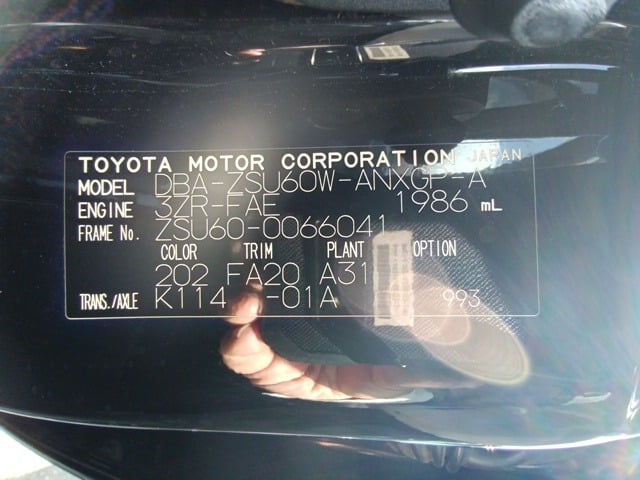 TOYOTA MOTOR CORPORATION JAPAN
MODEL DBA-ZSU60W-ANXGP-A
ENGINE 3ZR-FAE 1986 mL
FRAME No. ZSU60-0066041
COLOR TRIM PLANT OPTION
202 FA20 A31
TRANS./AXLE K114 -01A 993